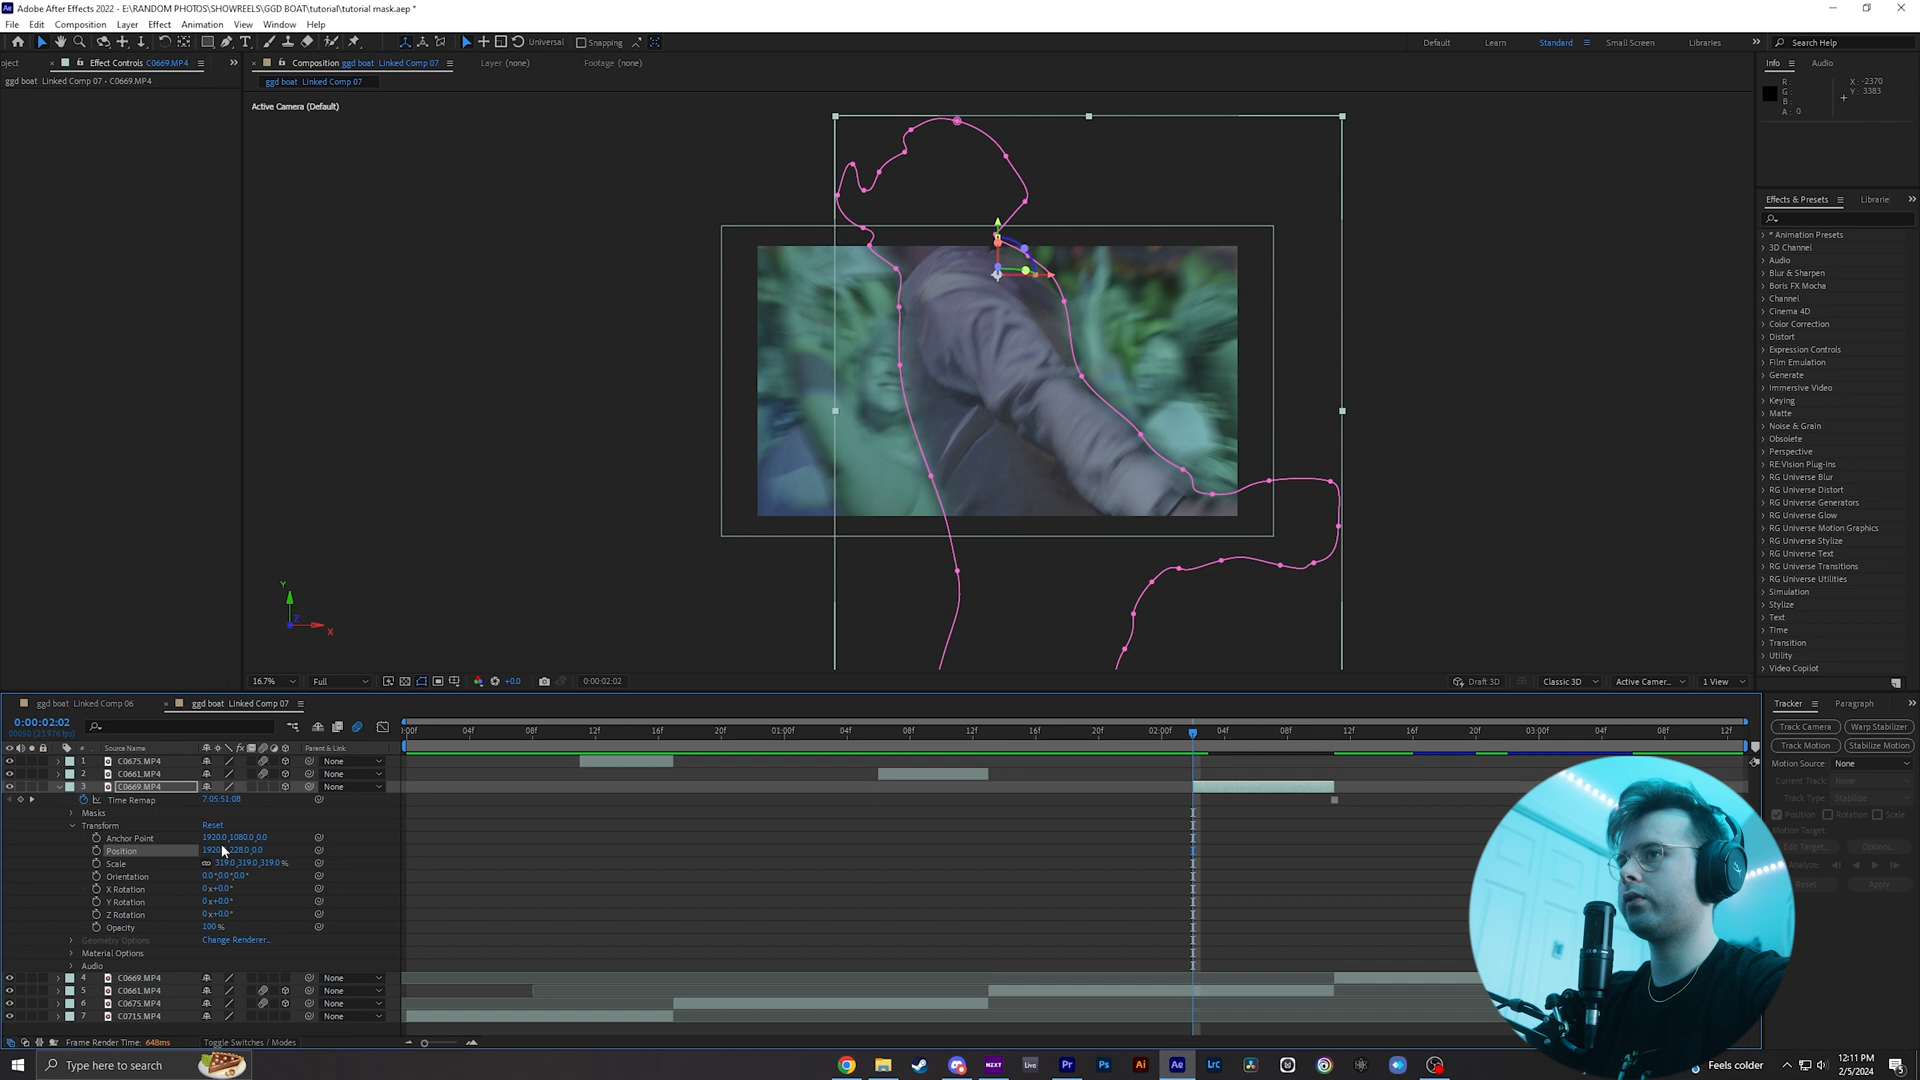 Adobe After Effects 2022 - E:\RANDOM PHOTOS\SHOWREELS\GGD BOAT\tutorial\tutorial mask.aep *
File Edit Composition Layer Effect Animation View Window Help
Universal Snapping Default Learn Standard Small Screen Libraries Search Help
oject Effect Controls C0669.MP4 Composition ggd boat Linked Comp 07 Layer (none) Footage (none) Info Audio
ggd boat Linked Comp 07 • C0669.MP4 ggd boat Linked Comp 07
Active Camera (Default)
R :
G :
B :
A : 0
X : -2370
Y : 3383
Effects & Presets Librarie
* Animation Presets
3D Channel
Audio
Blur & Sharpen
Boris FX Mocha
Channel
Cinema 4D
Color Correction
Distort
Expression Controls
Film Emulation
Generate
Immersive Video
Keying
Matte
Noise & Grain
Obsolete
Perspective
RE:Vision Plug-ins
RG Universe Blur
RG Universe Distort
RG Universe Generators
RG Universe Glow
RG Universe Motion Graphics
RG Universe Stylize
RG Universe Text
RG Universe Transitions
RG Universe Utilities
Simulation
Stylize
Text
Time
Transition
Utility
Video Copilot
Y
Z
X
16.7% Full +0.0 0:00:02:02 Draft 3D Classic 3D Active Camer... 1 View
ggd boat Linked Comp 06 ggd boat Linked Comp 07
0:00:02:02
00050 (23.976 fps)
):00f 04f 08f 12f 16f 20f 01:00f 04f 08f 12f 16f 20f 02:00f 04f 08f 12f 16f 20f 03:00f 04f 08f 12f
# Source Name Parent & Link
1 C0675.MP4 None
2 C0661.MP4 None
3 C0669.MP4 None
Time Remap 7:05:51:08
Masks
Transform Reset
Anchor Point 1920.0,1080.0,0.0
Position 1920. 228.0,0.0
Scale 319.0,319.0,319.0 %
Orientation 0.0°,0.0°,0.0°
X Rotation 0x+0.0°
Y Rotation 0x+0.0°
Z Rotation 0x+0.0°
Opacity 100 %
Geometry Options Change Renderer...
Material Options
Audio
4 C0669.MP4 None
5 C0661.MP4 None
6 C0675.MP4 None
7 C0715.MP4 None
Frame Render Time: 648ms Toggle Switches / Modes
Tracker Paragraph
Track Camera Warp Stabilizer
Track Motion Stabilize Motion
Motion Source: None
Current Track: None
Track Type: Stabilize
Position Rotation Scale
Motion Target:
Edit Target... Options...
Analyze:
Reset Apply
Type here to search
NZXT Live Pr Ps Ai Ae Lrc
Feels colder
12:11 PM
2/5/2024
5